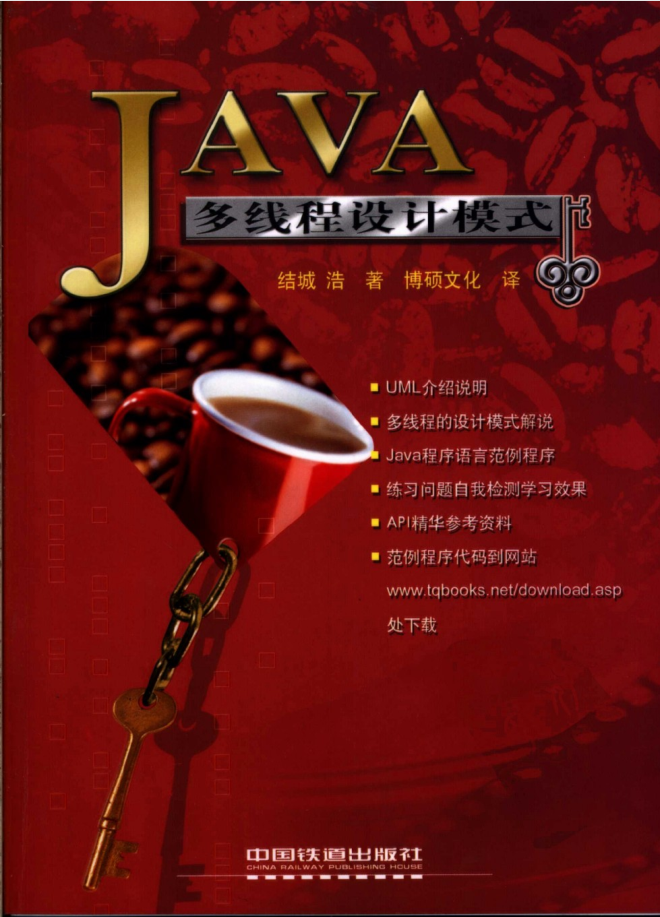 JAVA
多线程设计模式
结城 浩 著 博硕文化 译
■ UML介绍说明
■ 多线程的设计模式解说
■ Java程序语言范例程序
■ 练习问题自我检测学习效果
■ API精华参考资料
■ 范例程序代码到网站
www.tqbooks.net/download.asp
处下载
中国铁道出版社
CHINA RAILWAY PUBLISHING HOUSE